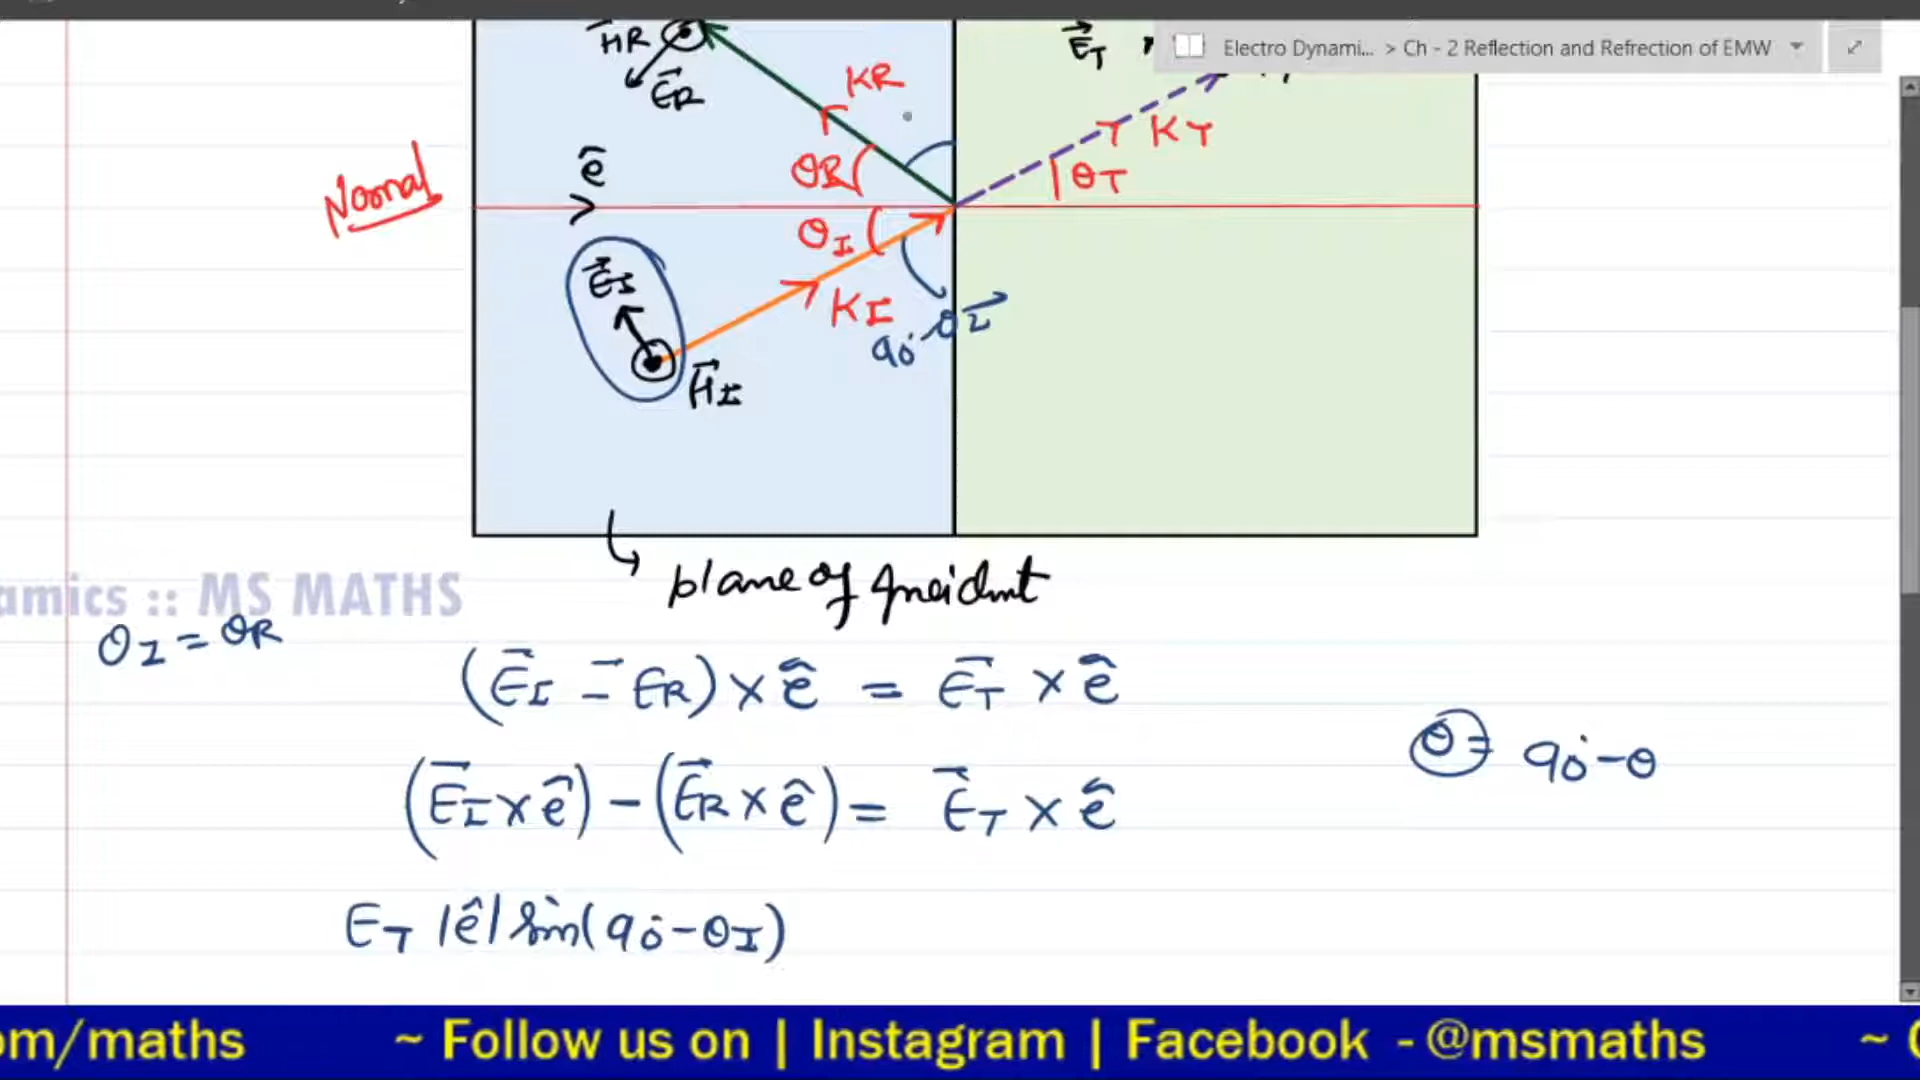 Electro Dynami... > Ch - 2 Reflection and Refrection of EMW
HR
ER
KR
ET
KT
θR
θT
Normal
ê
θI
EI
KI
90°-θI
HI
plane of
amics :: MS MATHS
θI = θR
(EI - ER) × ê = ET × ê
θ = 90°-θ
(EI × ê) - (ER × ê) = ET × ê
ET |ê| sin(90°-θI)
om/maths ~ Follow us on | Instagram | Facebook - @msmaths ~